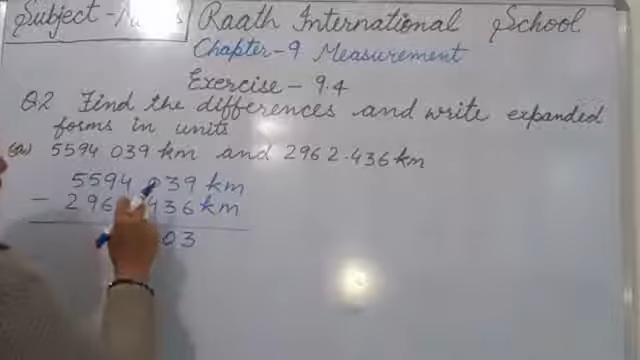 Subject - Maths Raath International School
Chapter-9 Measurement
Exercise - 9.4
Q2 Find the differences and write expanded
forms in units
(a) 5594 039 km and 2962.436 km
5594 039 km
- 296 436 km
03